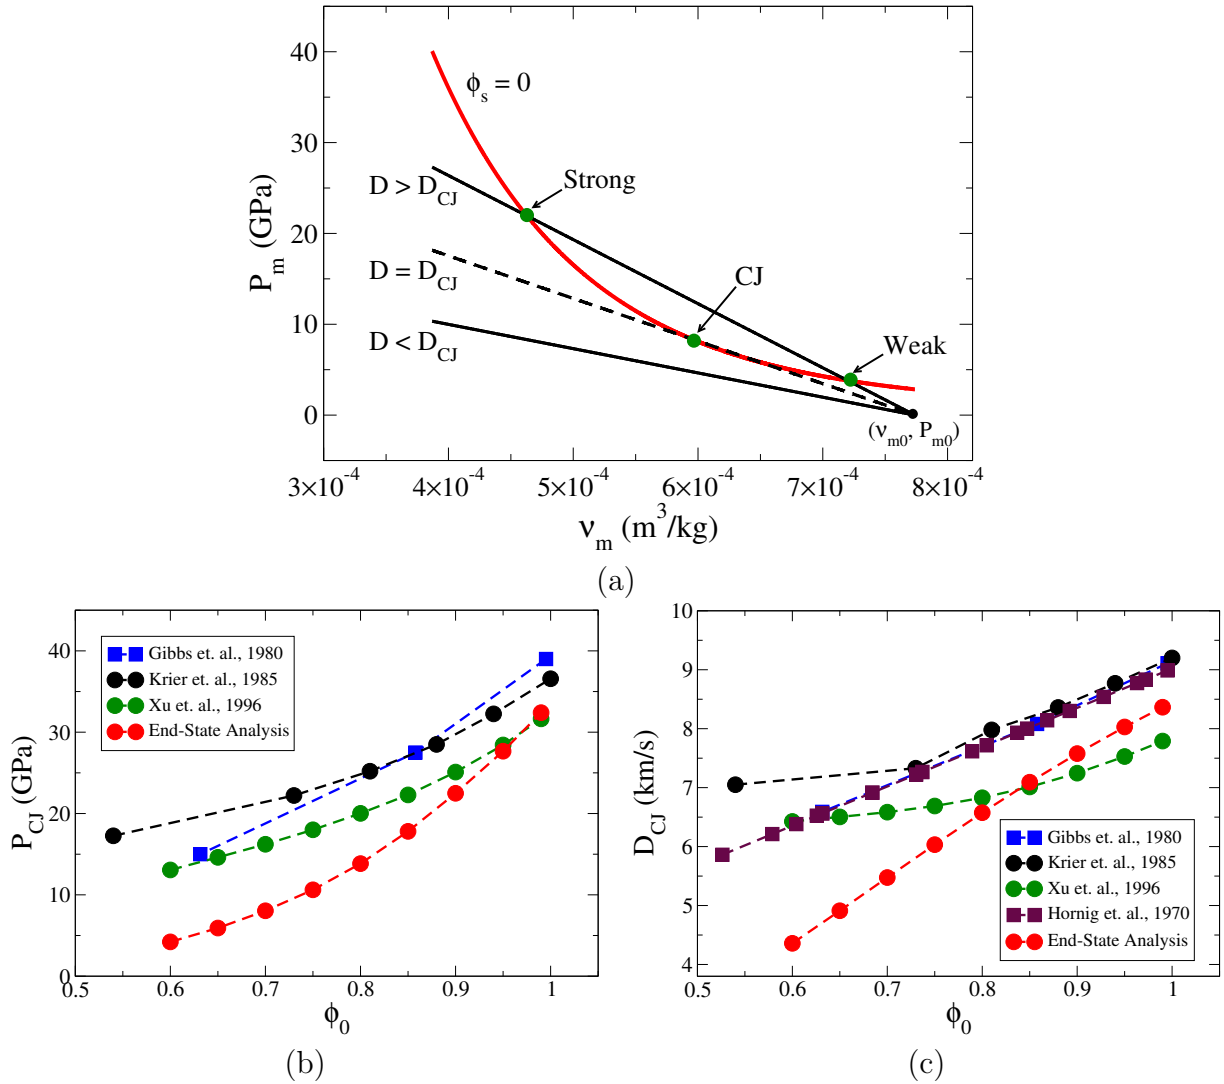 40
30
20
10
0
P_m (GPa)
ϕ_s = 0
Strong
D > D_CJ
CJ
D = D_CJ
Weak
D < D_CJ
(ν_m0, P_m0)
3×10^-4 4×10^-4 5×10^-4 6×10^-4 7×10^-4 8×10^-4
ν_m (m^3/kg)
(a)
40
30
20
10
0
P_CJ (GPa)
Gibbs et. al., 1980
Krier et. al., 1985
Xu et. al., 1996
End-State Analysis
0.5 0.6 0.7 0.8 0.9 1
ϕ_0
(b)
10
9
8
7
6
5
4
D_CJ (km/s)
Gibbs et. al., 1980
Krier et. al., 1985
Xu et. al., 1996
Hornig et. al., 1970
End-State Analysis
0.5 0.6 0.7 0.8 0.9 1
ϕ_0
(c)